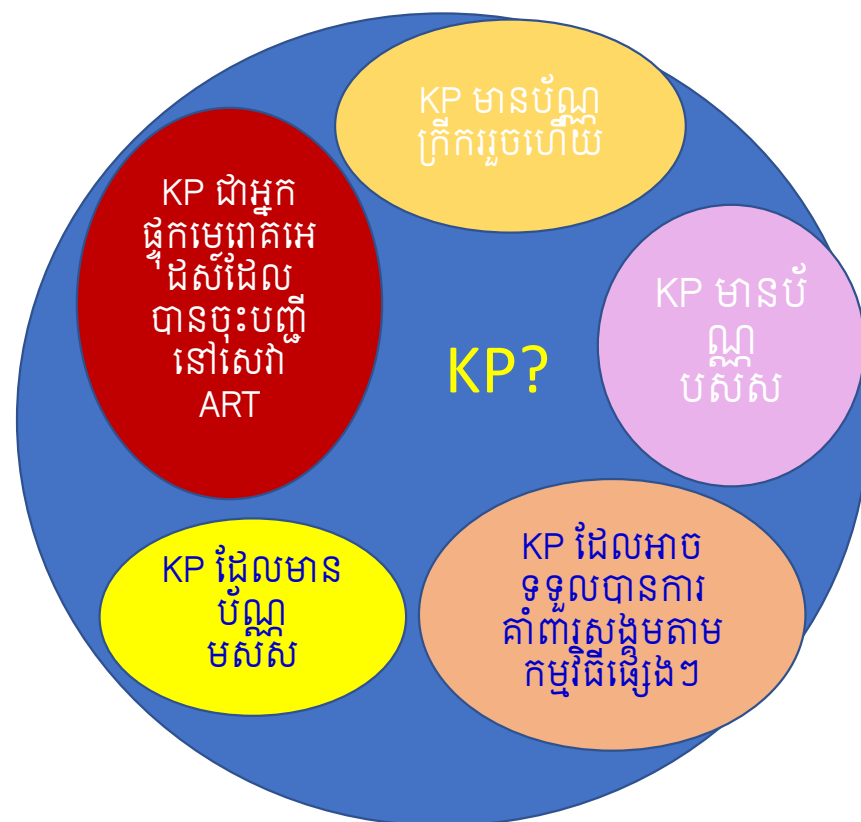 KP មានប័ណ្ណ
ក្រីកររួចហើយ
KP ជាអ្នក
ផ្ទុកមេរោគអេ
ដស៍ដែល
បានចុះបញ្ជី
នៅសេវា
ART
KP មានប័
ណ្ណ
បសស
KP?
KP ដែលមាន
ប័ណ្ណ
មសស
KP ដែលអាច
ទទួលបានការ
គាំពារសង្គមតាម
កម្មវិធីផ្សេងៗ